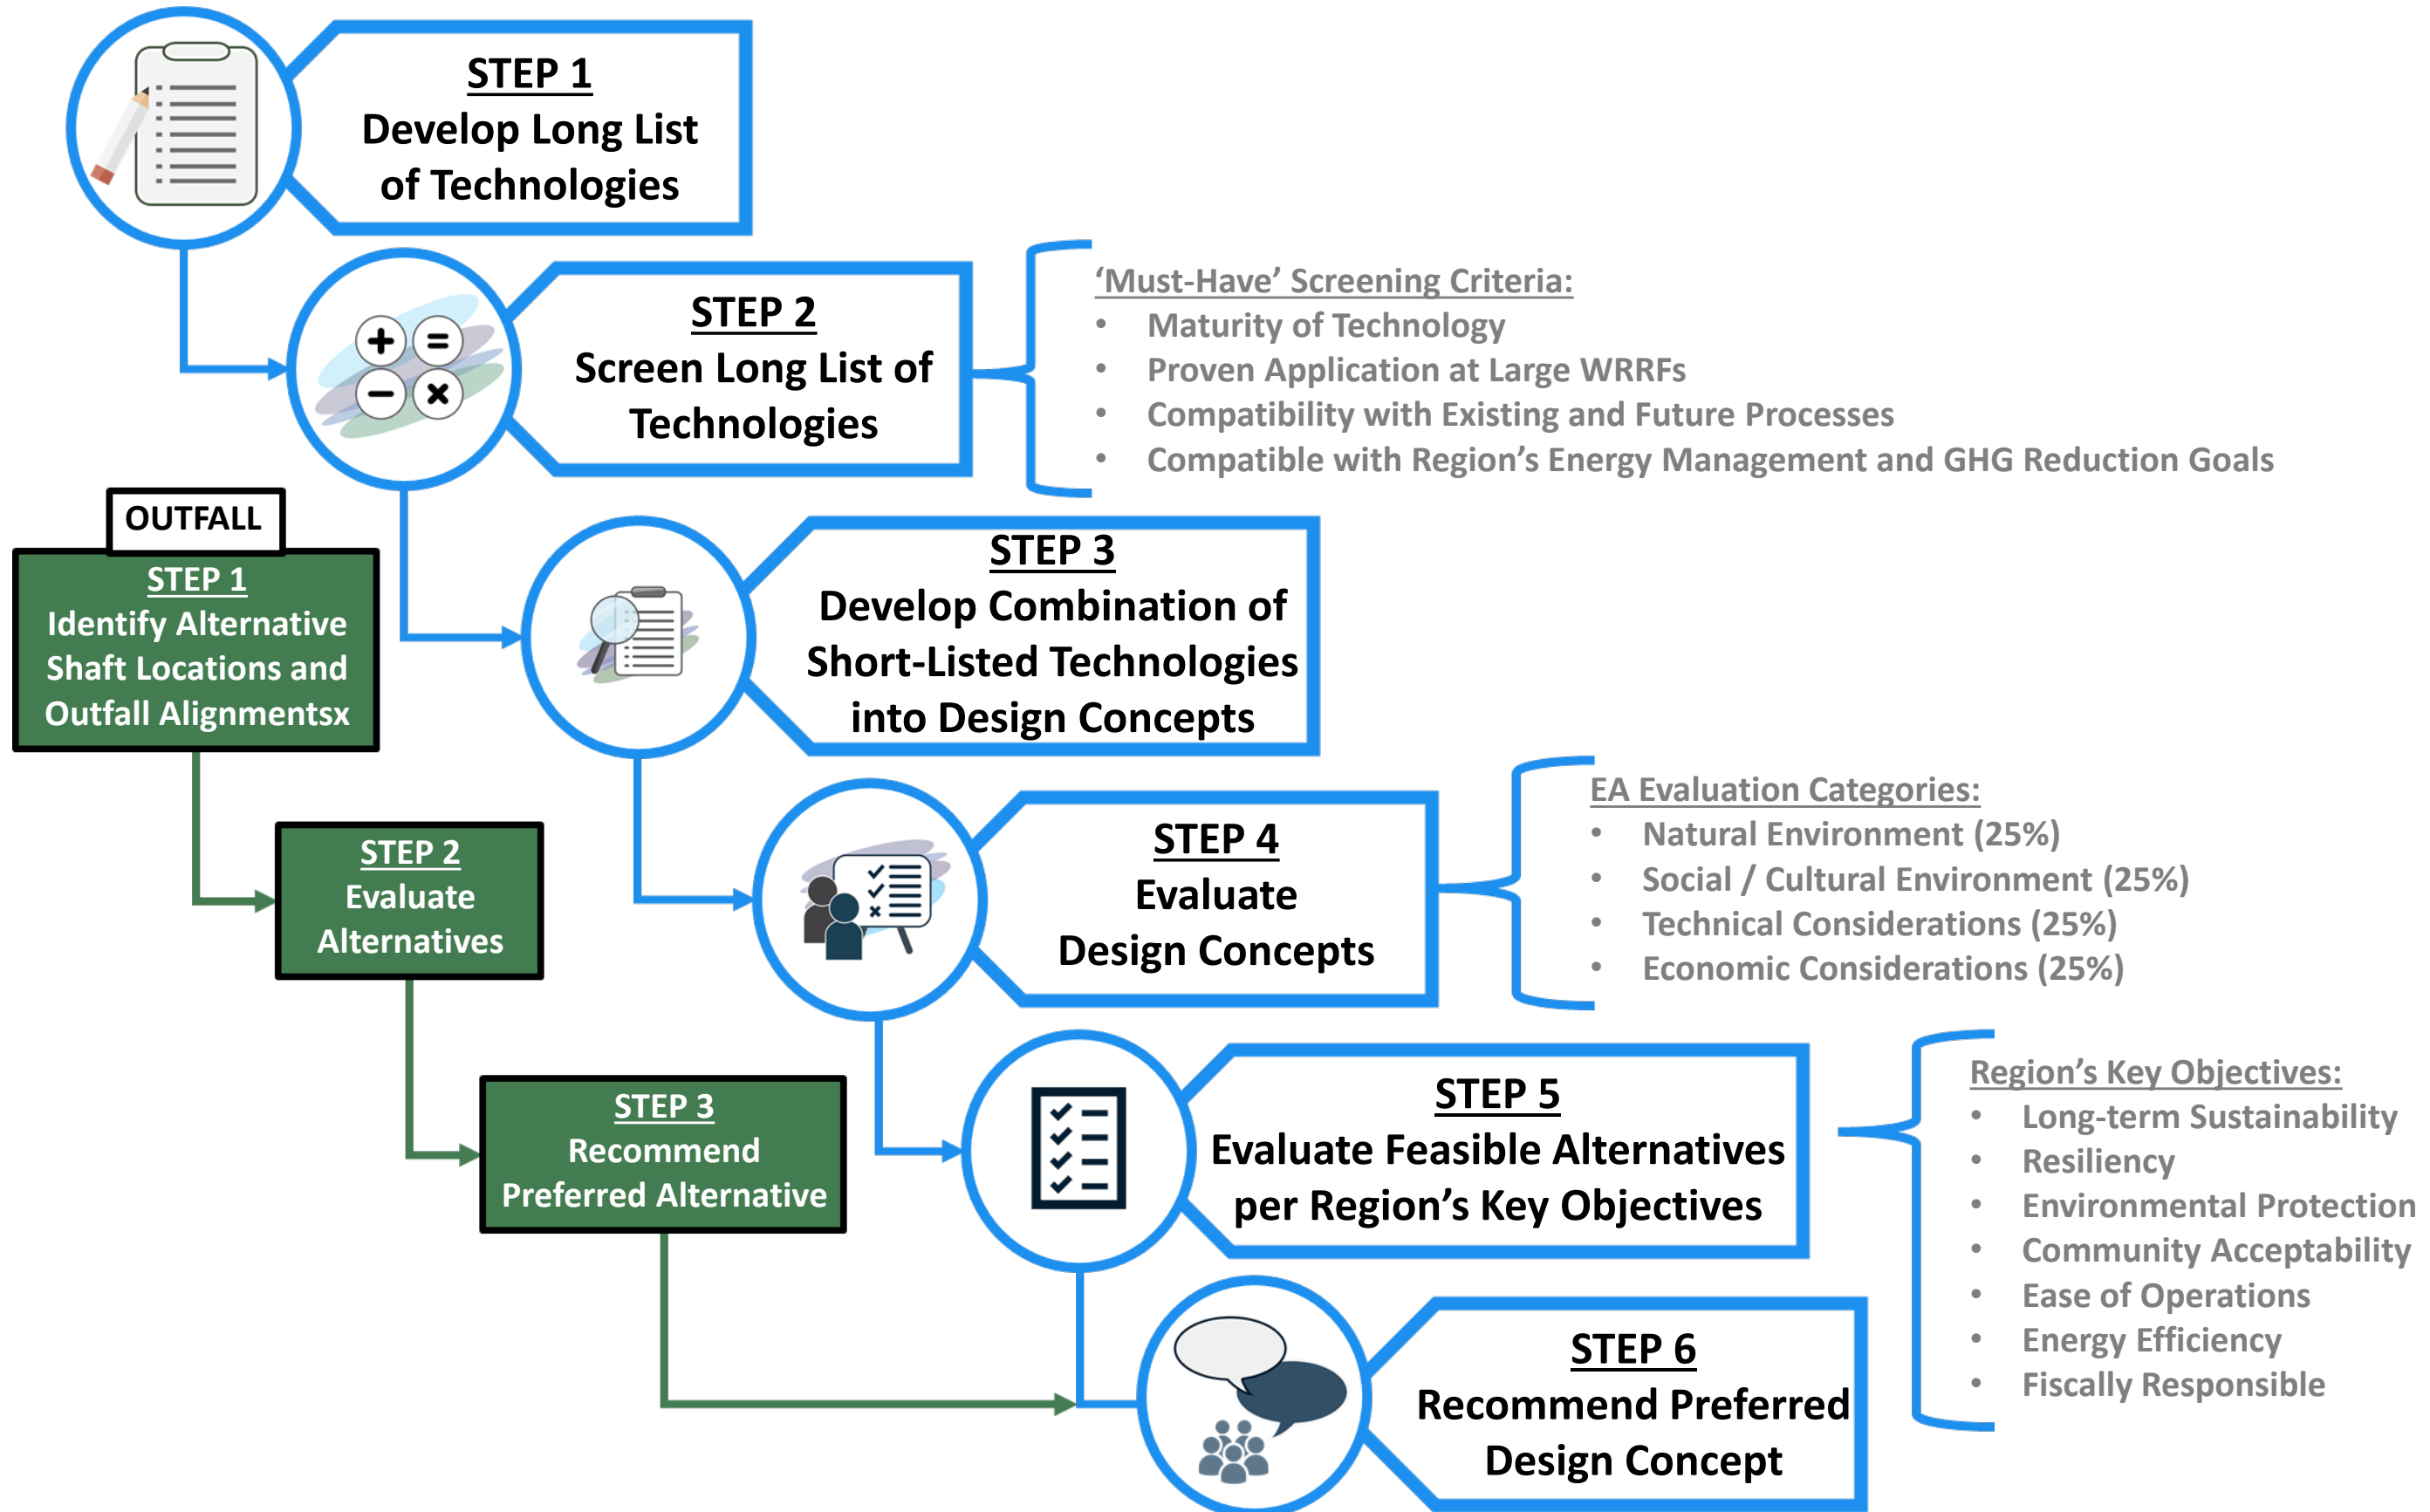 STEP 1
Develop Long List
of Technologies
STEP 2
Screen Long List of
Technologies
‘Must-Have’ Screening Criteria:
• Maturity of Technology
• Proven Application at Large WRRFs
• Compatibility with Existing and Future Processes
• Compatible with Region’s Energy Management and GHG Reduction Goals
OUTFALL
STEP 1
Identify Alternative
Shaft Locations and
Outfall Alignmentsx
STEP 2
Evaluate
Alternatives
STEP 3
Recommend
Preferred Alternative
STEP 3
Develop Combination of
Short-Listed Technologies
into Design Concepts
STEP 4
Evaluate
Design Concepts
EA Evaluation Categories:
• Natural Environment (25%)
• Social / Cultural Environment (25%)
• Technical Considerations (25%)
• Economic Considerations (25%)
STEP 5
Evaluate Feasible Alternatives
per Region’s Key Objectives
Region’s Key Objectives:
• Long-term Sustainability
• Resiliency
• Environmental Protection
• Community Acceptability
• Ease of Operations
• Energy Efficiency
• Fiscally Responsible
STEP 6
Recommend Preferred
Design Concept